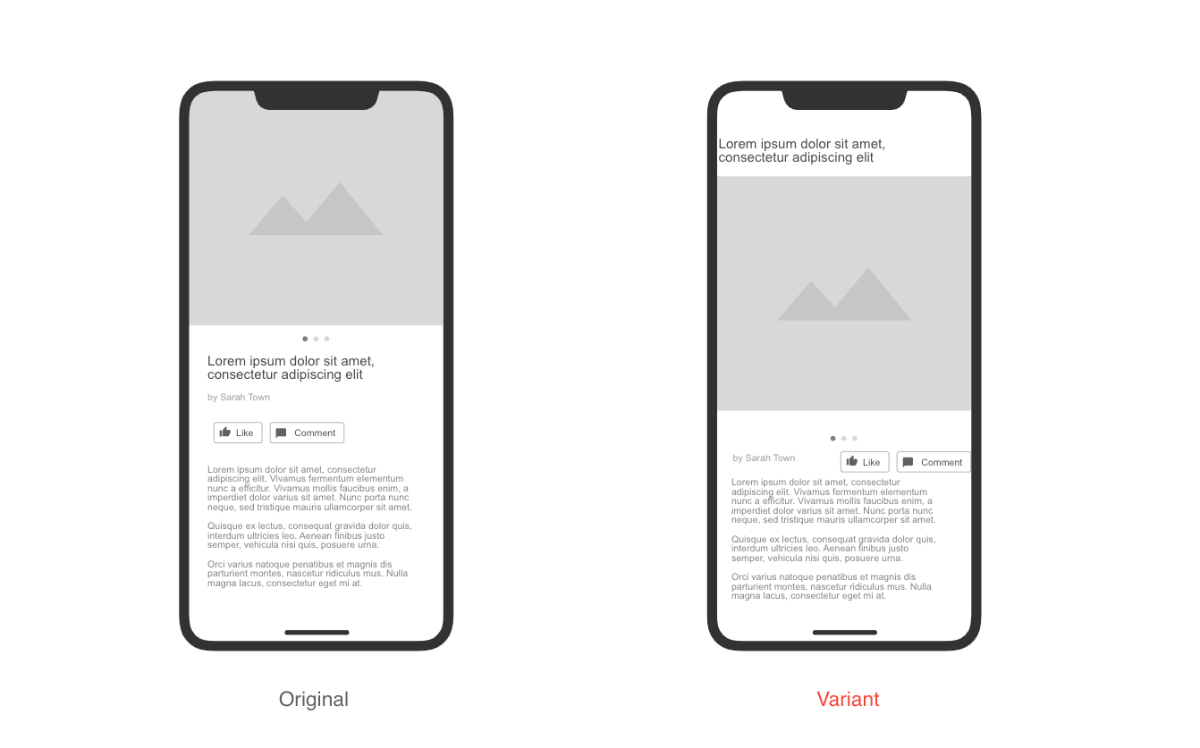 Lorem ipsum dolor sit amet,
consectetur adipiscing elit
by Sarah Town
Like
Comment
Lorem ipsum dolor sit amet, consectetur
adipiscing elit. Vivamus fermentum elementum
nunc a efficitur. Vivamus mollis faucibus enim, a
imperdiet dolor varius sit amet. Nunc porta nunc
neque, sed tristique mauris ullamcorper sit amet.
Quisque ex lectus, consequat gravida dolor quis,
interdum ultricies leo. Aenean finibus justo
semper, vehicula nisi quis, posuere urna.
Orci varius natoque penatibus et magnis dis
parturient montes, nascetur ridiculus mus. Nulla
magna lacus, consectetur eget mi at.
Original
Lorem ipsum dolor sit amet,
consectetur adipiscing elit
by Sarah Town
Like
Comment
Lorem ipsum dolor sit amet, consectetur
adipiscing elit. Vivamus fermentum elementum
nunc a efficitur. Vivamus mollis faucibus enim, a
imperdiet dolor varius sit amet. Nunc porta nunc
neque, sed tristique mauris ullamcorper sit amet.
Quisque ex lectus, consequat gravida dolor quis,
interdum ultricies leo. Aenean finibus justo
semper, vehicula nisi quis, posuere urna.
Orci varius natoque penatibus et magnis dis
parturient montes, nascetur ridiculus mus. Nulla
magna lacus, consectetur eget mi at.
Variant